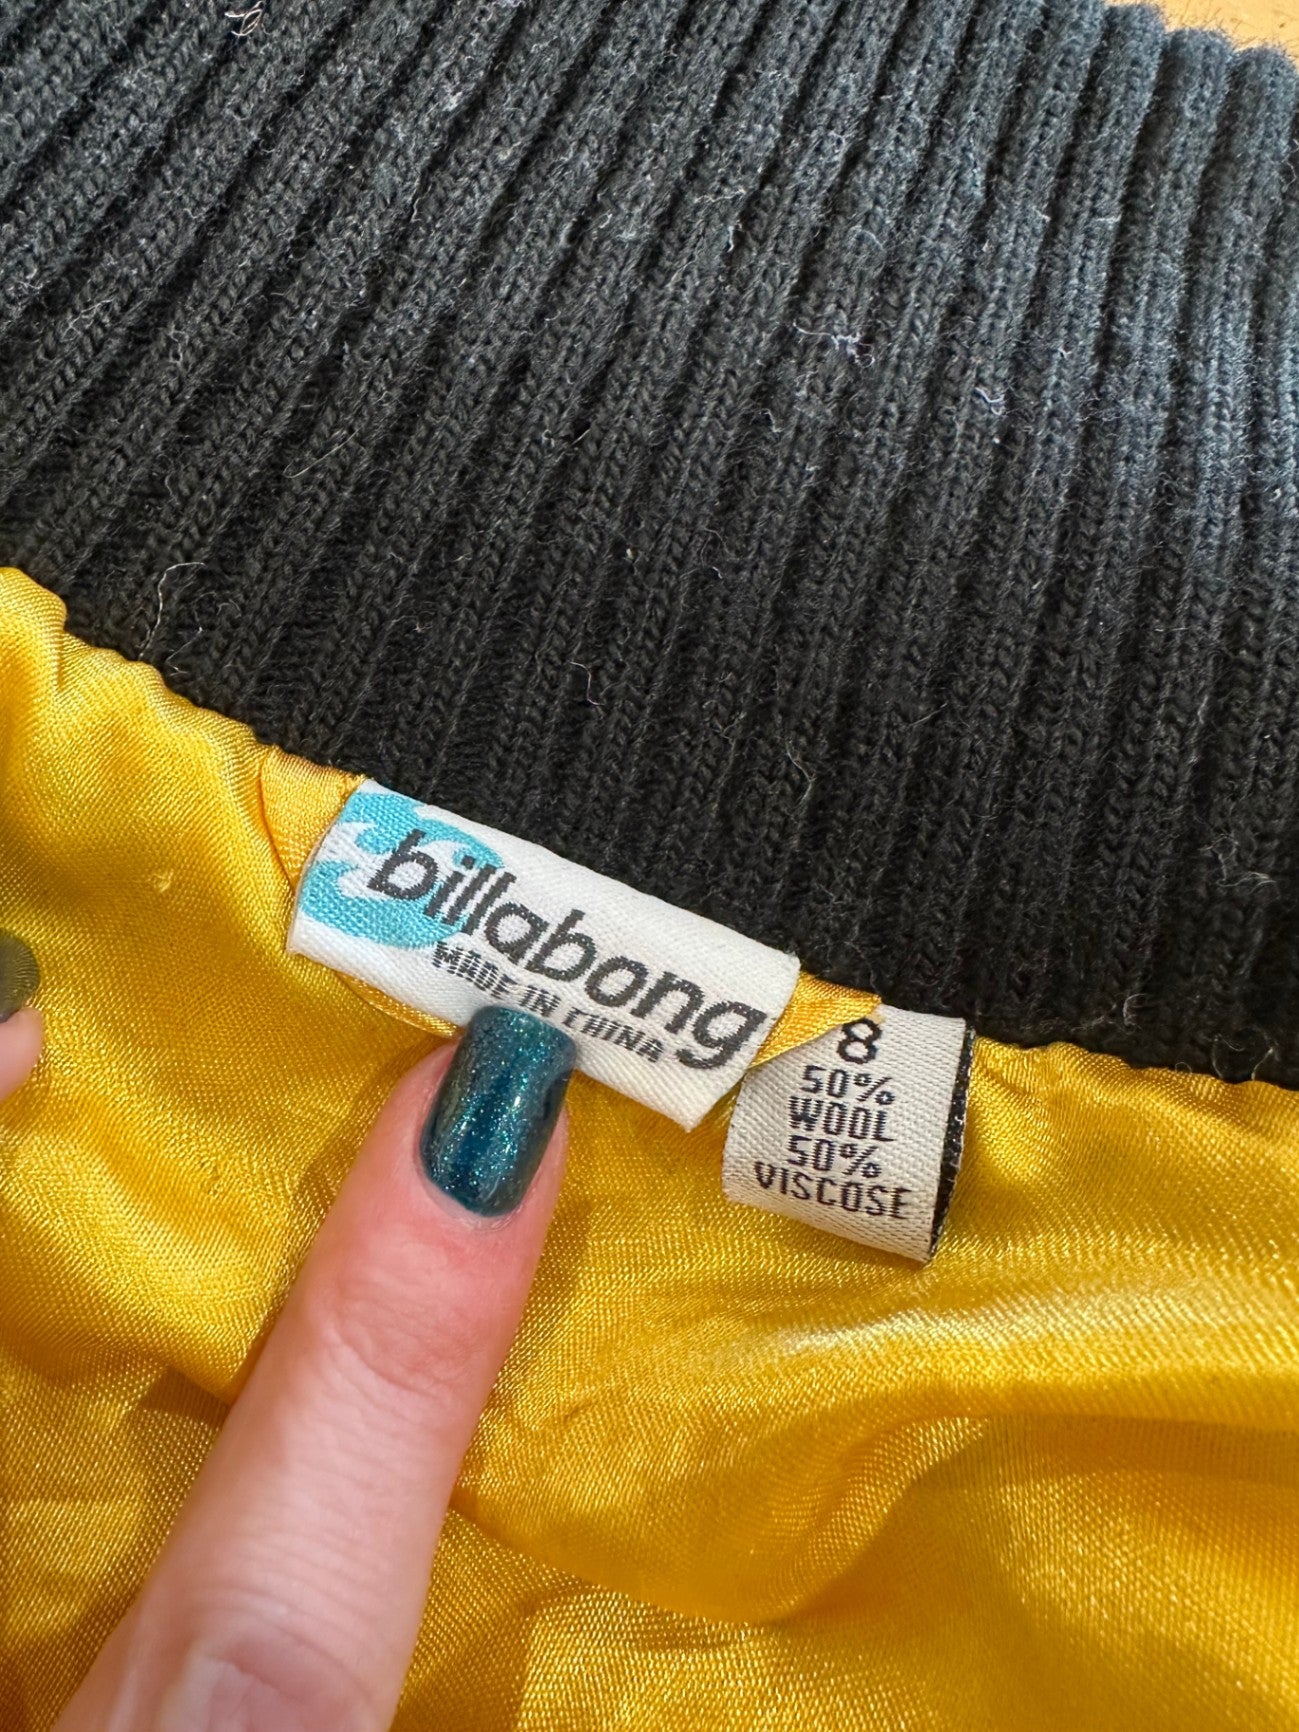 billabong
MADE IN CHINA
8
50%
WOOL
50%
VISCOSE